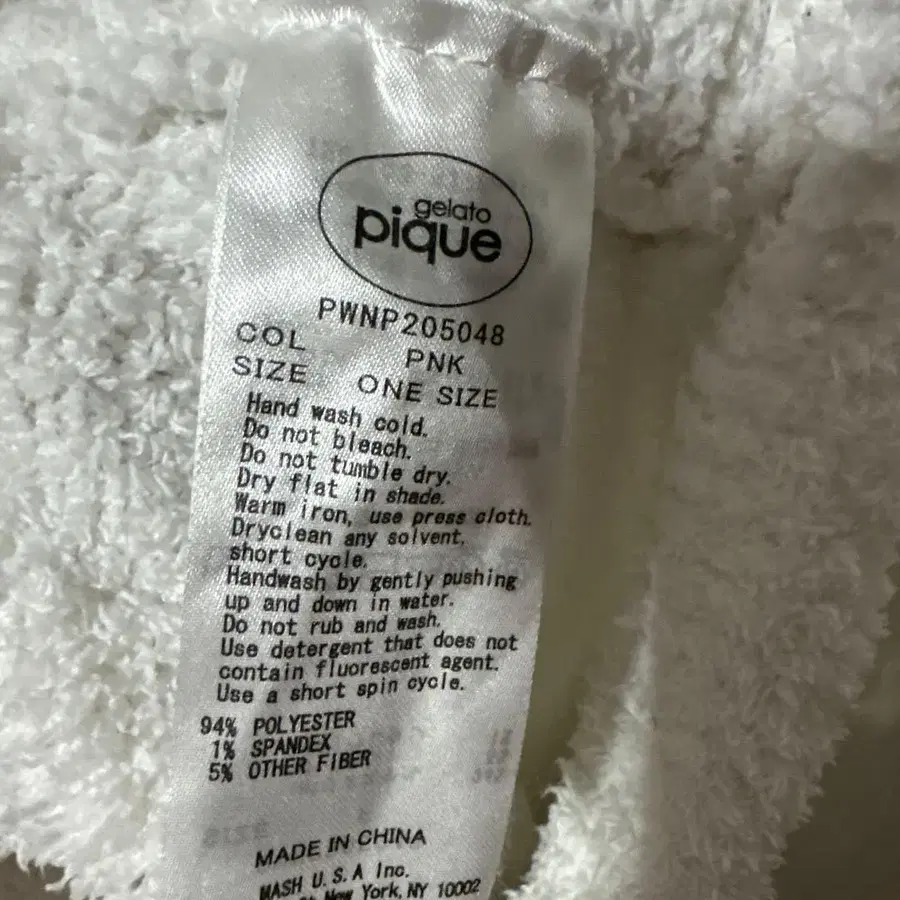 gelato
pique
PWNP205048
COL PNK
SIZE ONE SIZE
Hand wash cold.
Do not bleach.
Do not tumble dry.
Dry flat in shade.
Warm iron, use press cloth.
Dryclean any solvent,
short cycle.
Handwash by gently pushing
up and down in water.
Do not rub and wash.
Use detergent that does not
contain fluorescent agent.
Use a short spin cycle.
94% POLYESTER
1% SPANDEX
5% OTHER FIBER
MADE IN CHINA
MASH U.S.A Inc.
New York, NY 10002